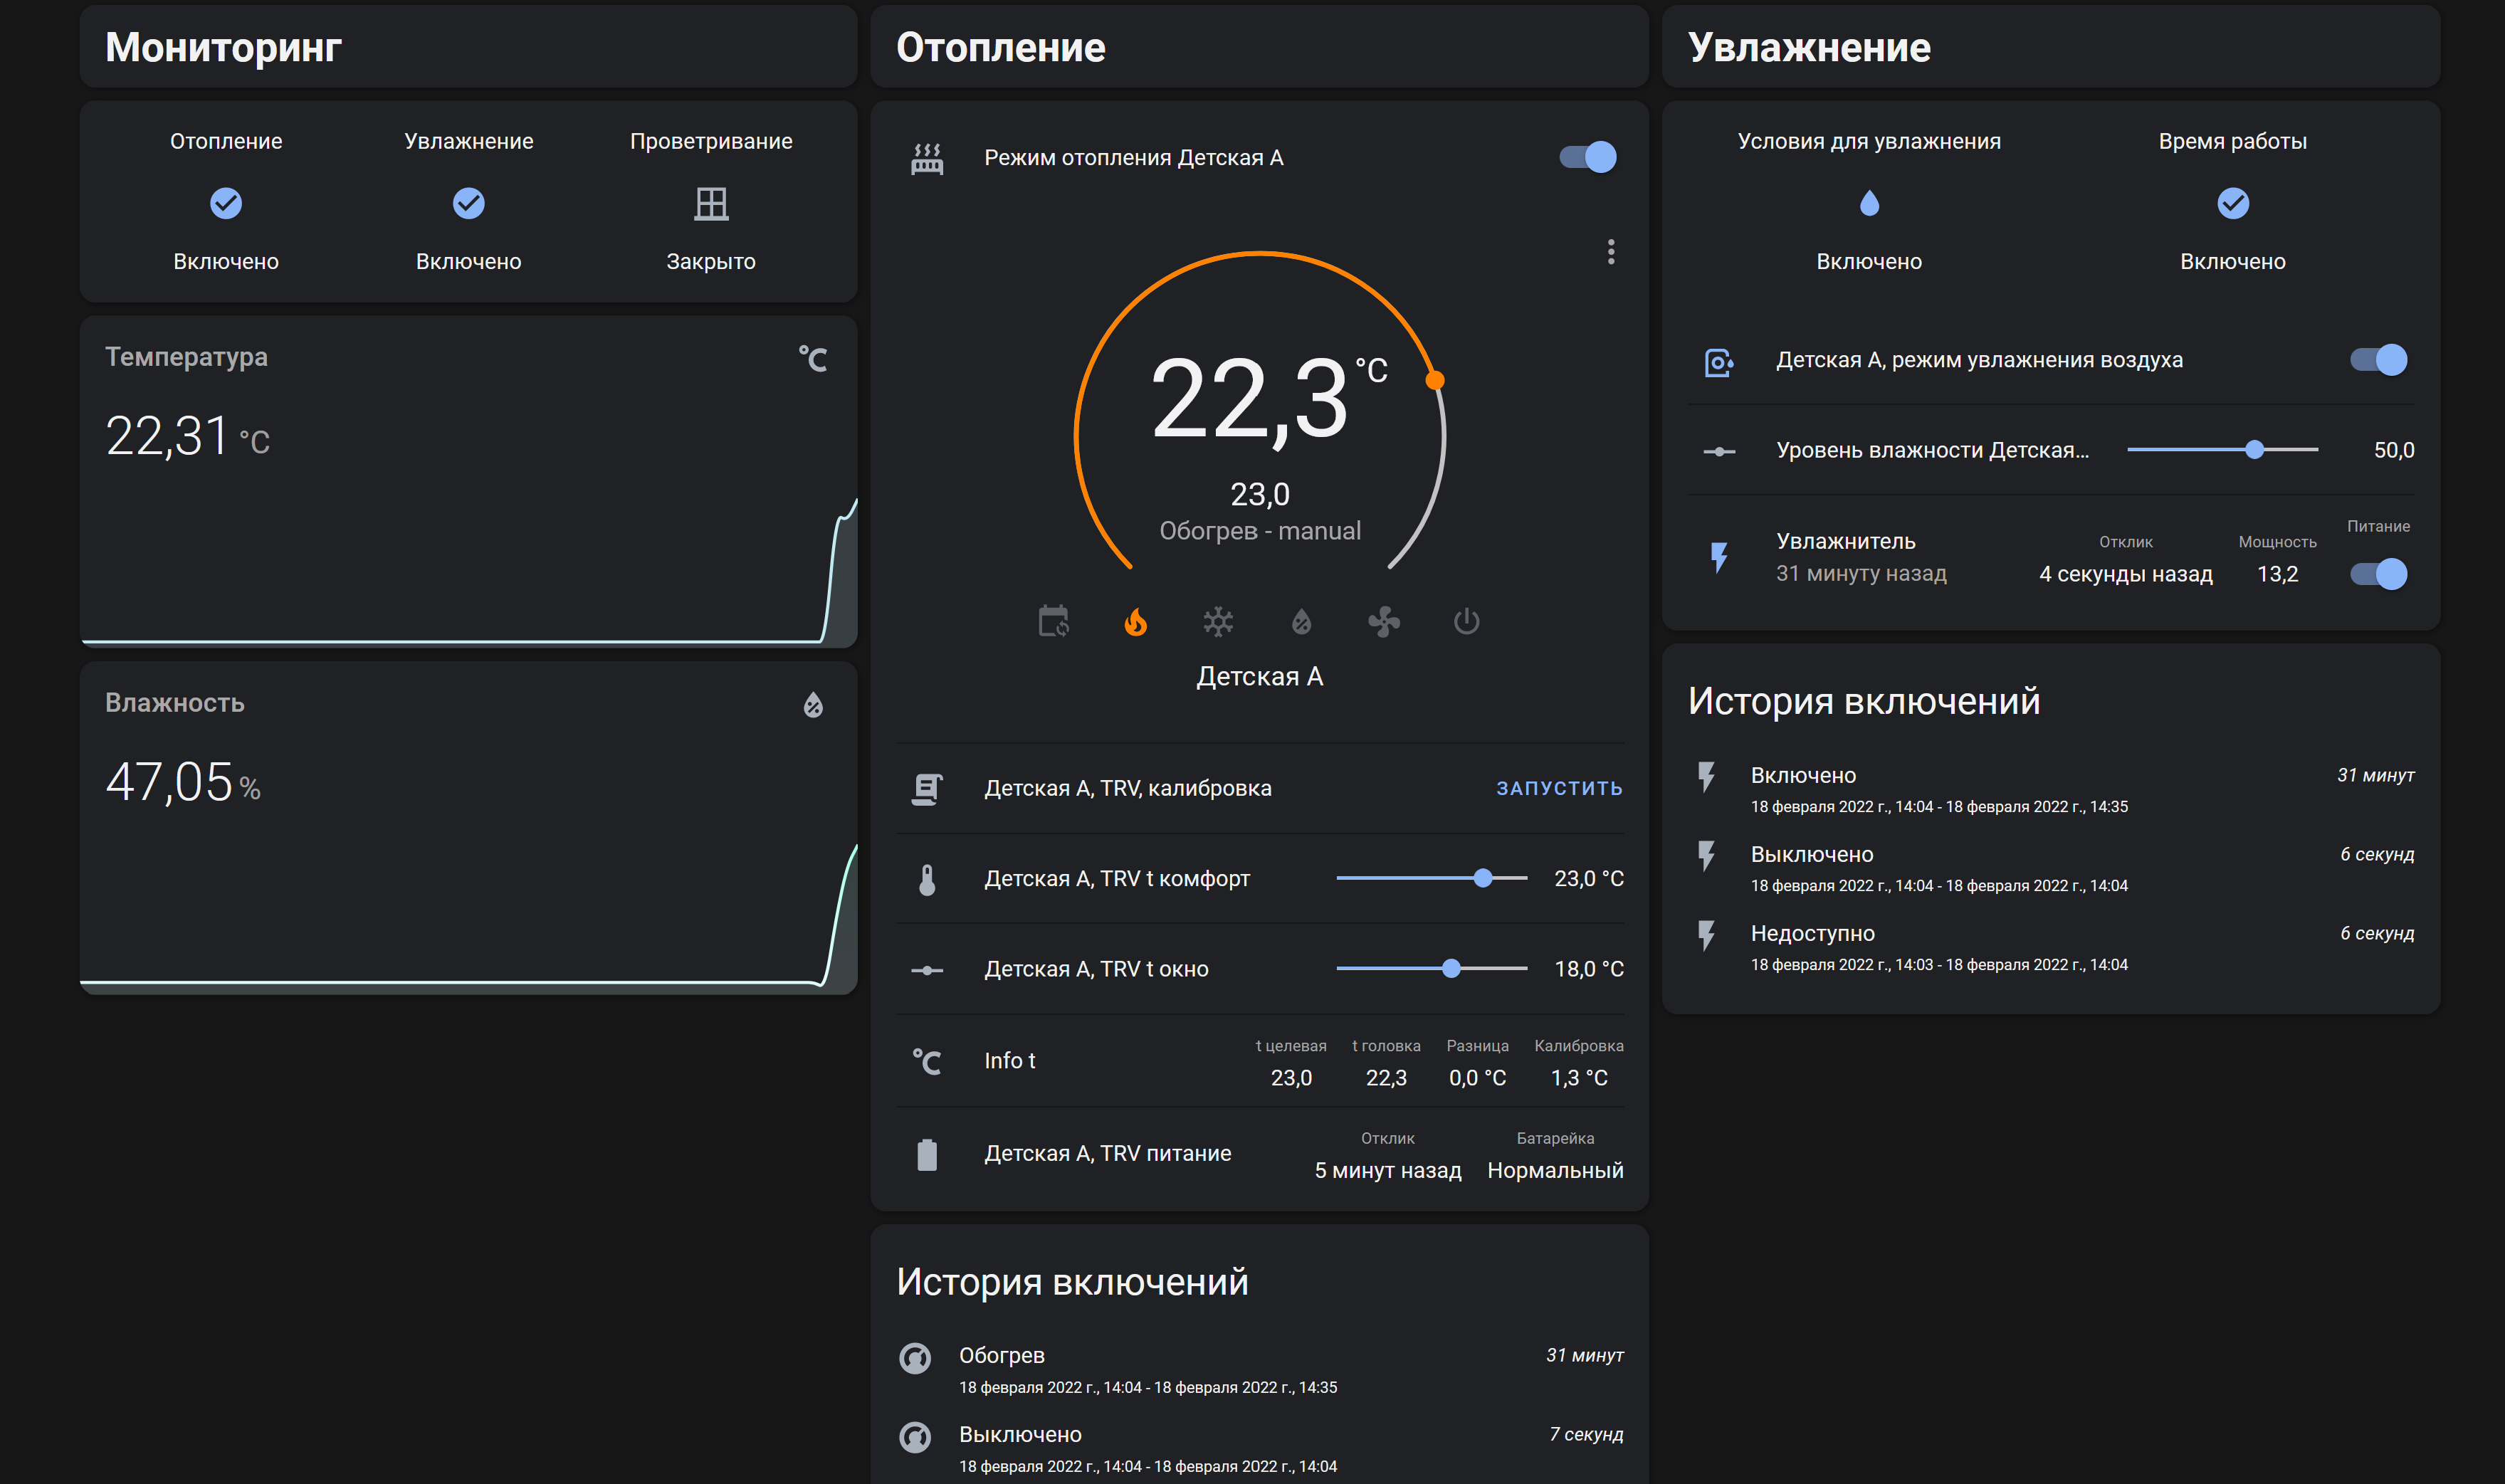 Мониторинг
Отопление Увлажнение Проветривание
Включено Включено Закрыто
Температура
°C
22,31 °C
Влажность
%
47,05 %
Отопление
Режим отопления Детская А
22,3 °C
23,0
Обогрев - manual
%
Детская А
Детская А, TRV, калибровка ЗАПУСТИТЬ
Детская А, TRV t комфорт 23,0 °C
Детская А, TRV t окно 18,0 °C
t целевая t головка Разница Калибровка
°C Info t 23,0 22,3 0,0 °C 1,3 °C
Отклик Батарейка
Детская А, TRV питание 5 минут назад Нормальный
История включений
Обогрев 31 минут
18 февраля 2022 г., 14:04 - 18 февраля 2022 г., 14:35
Выключено 7 секунд
18 февраля 2022 г., 14:04 - 18 февраля 2022 г., 14:04
Увлажнение
Условия для увлажнения Время работы
Включено Включено
Детская А, режим увлажнения воздуха
Уровень влажности Детская... 50,0
Отклик Мощность Питание
Увлажнитель
31 минуту назад 4 секунды назад 13,2
История включений
Включено 31 минут
18 февраля 2022 г., 14:04 - 18 февраля 2022 г., 14:35
Выключено 6 секунд
18 февраля 2022 г., 14:04 - 18 февраля 2022 г., 14:04
Недоступно 6 секунд
18 февраля 2022 г., 14:03 - 18 февраля 2022 г., 14:04